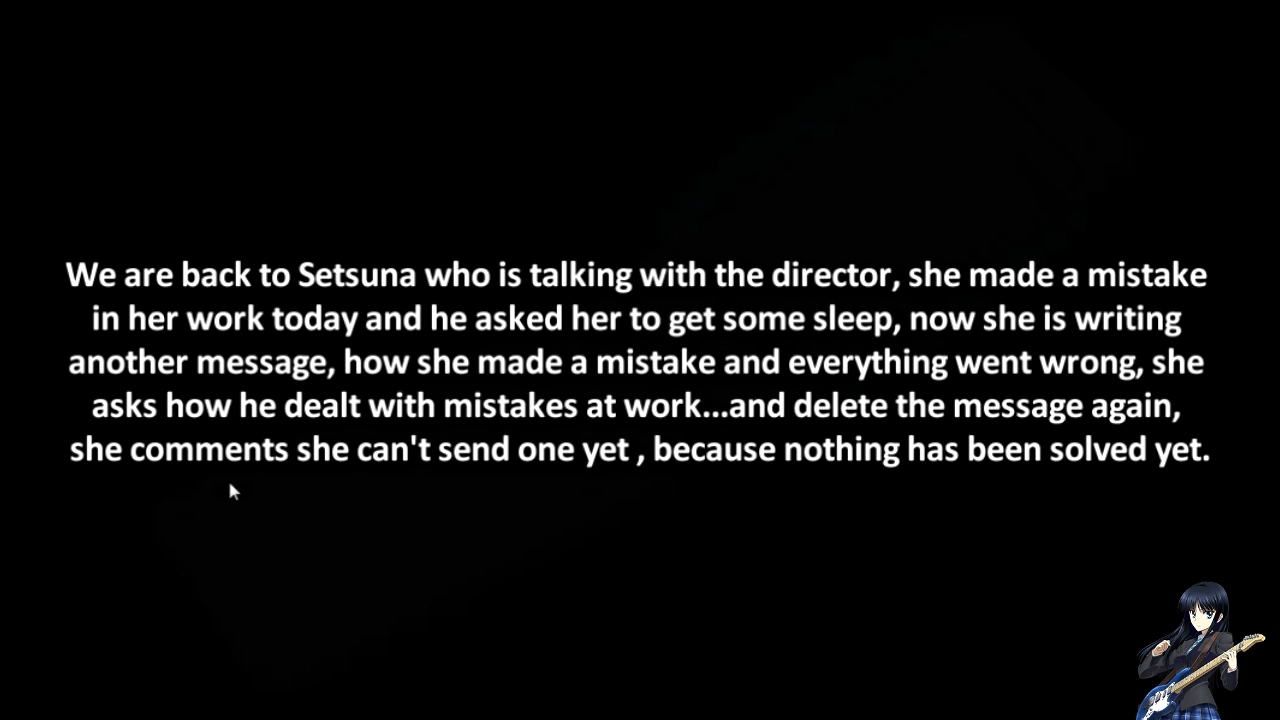 We are back to Setsuna who is talking with the director, she made a mistake
in her work today and he asked her to get some sleep, now she is writing
another message, how she made a mistake and everything went wrong, she
asks how he dealt with mistakes at work...and delete the message again,
she comments she can't send one yet , because nothing has been solved yet.